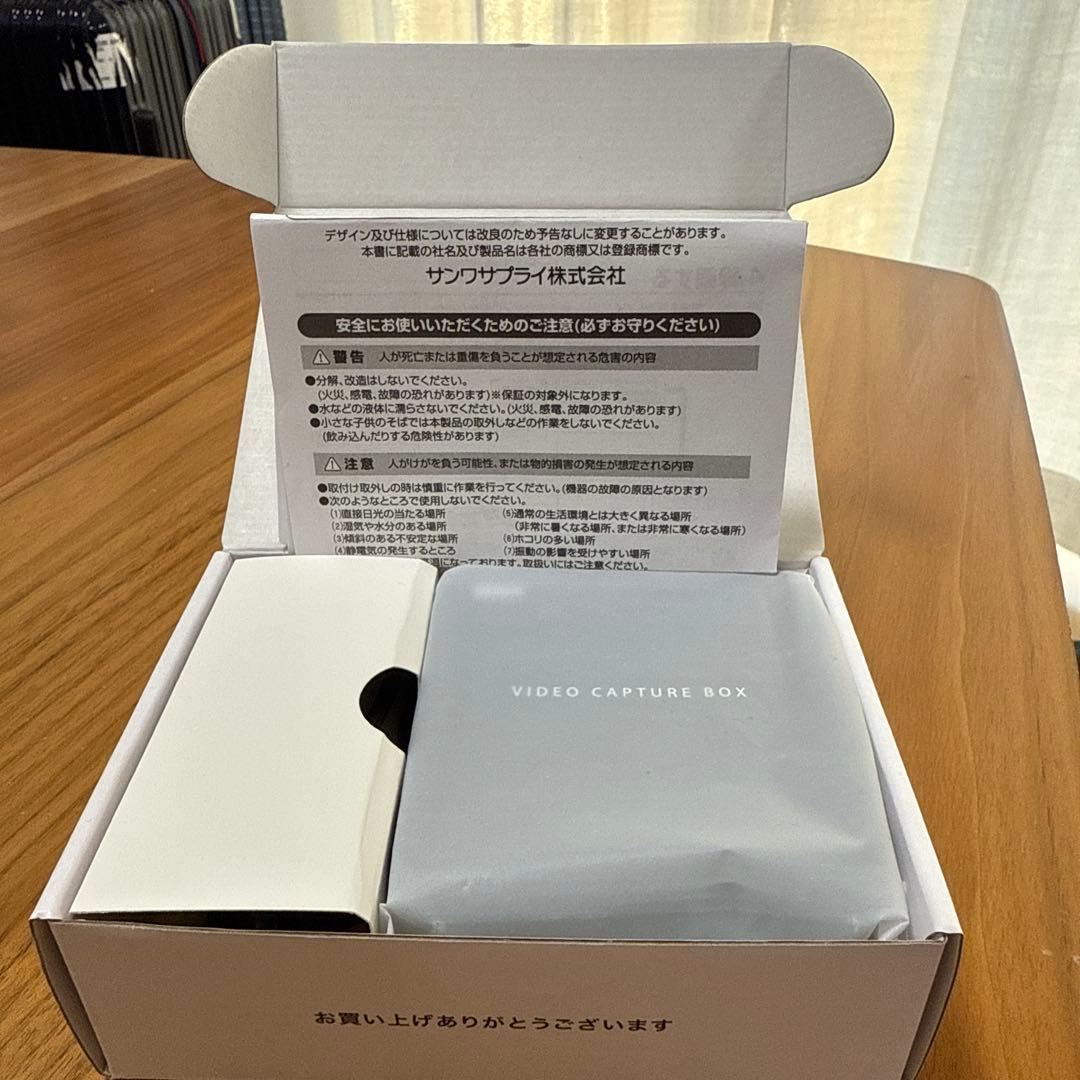 デザイン及び仕様については改良のため予告なしに変更することがあります。
本書に記載の社名及び製品名は各社の商標又は登録商標です。
サンワサプライ株式会社
安全にお使いいただくためのご注意(必ずお守りください)
警告 人が死亡または重傷を負うことが想定される危害の内容
●分解、改造はしないでください。
(火災、感電、故障の恐れがあります)※保証の対象外になります。
●水などの液体に濡らさないでください。(火災、感電、故障の恐れがあります)
●小さな子供のそばでは本製品の取外しなどの作業をしないでください。
(飲み込んだりする危険性があります)
注意 人がけがを負う可能性、または物的損害の発生が想定される内容
●取付け取外しの時は慎重に作業を行ってください。(機器の故障の原因となります)
●次のようなところで使用しないでください。
(1)直接日光の当たる場所
(2)湿気や水分のある場所
(3)傾斜のある不安定な場所
(4)静電気の発生するところ
(5)通常の生活環境とは大きく異なる場所
(非常に暑くなる場所、または非常に寒くなる場所)
(6)ホコリの多い場所
(7)振動の影響を受けやすい場所
になっております。取扱いにはご注意ください。
VIDEO CAPTURE BOX
お買い上げありがとうございます